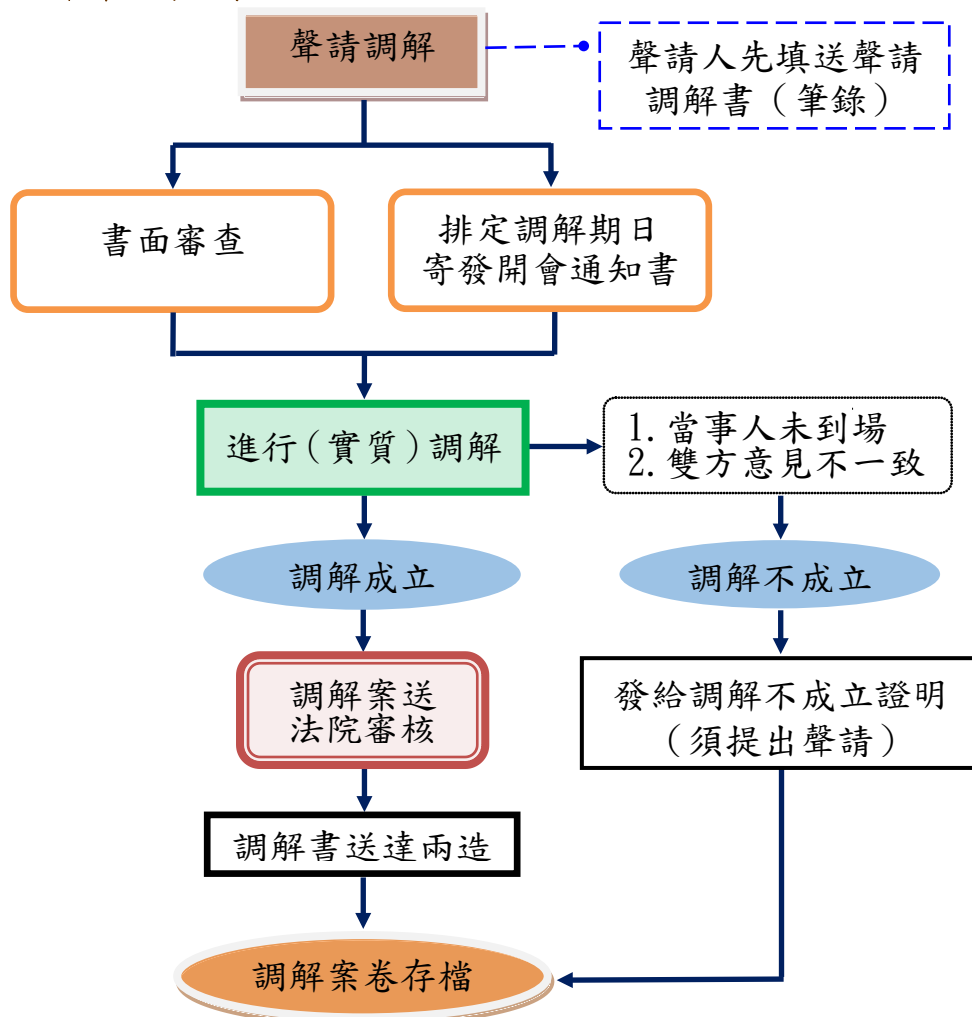 聲請調解
聲請人先填送聲請
調解書（筆錄）
書面審查
排定調解期日
寄發開會通知書
進行(實質)調解
1. 當事人未到場
2. 雙方意見不一致
調解成立
調解不成立
調解案送
法院審核
發給調解不成立證明
（須提出聲請）
調解書送達兩造
調解案卷存檔